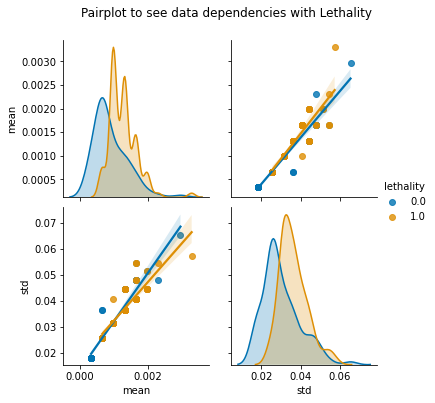 Pairplot to see data dependencies with Lethality
0.0030
0.0025
0.0020
0.0015
0.0010
0.0005
mean
lethality
0.0
1.0
0.07
0.06
0.05
0.04
0.03
0.02
std
0.000 0.002
0.02 0.04 0.06
mean
std